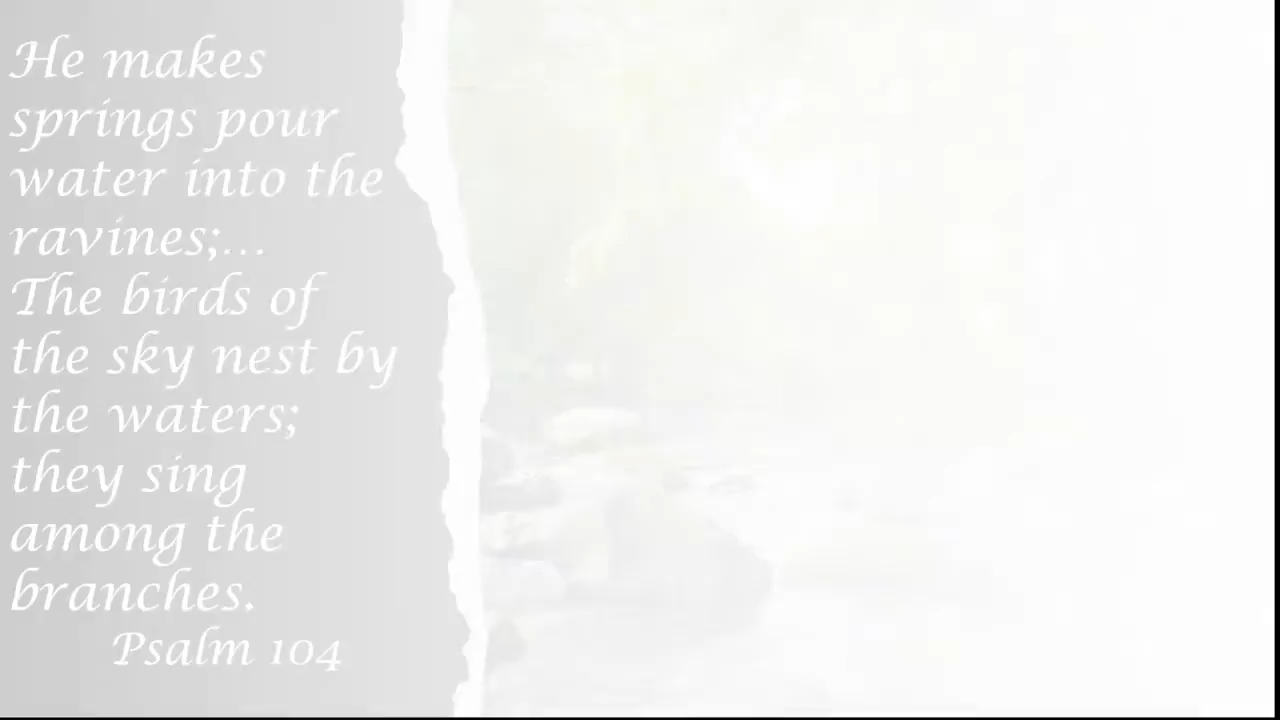 He makes
springs pour
water into the
ravines;...
The birds of
the sky nest by
the waters;
they sing
among the
branches.
Psalm 104